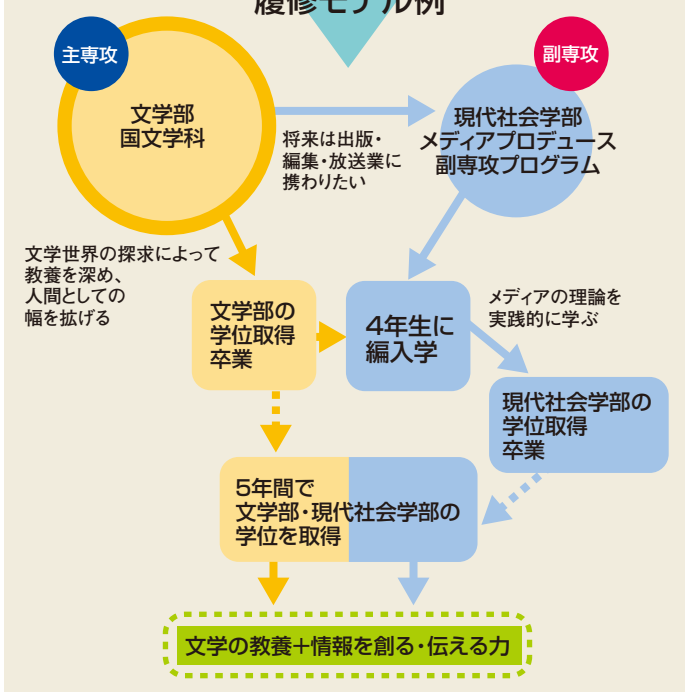 履修モデル例
主専攻
副専攻
文学部
国文学科
現代社会学部
メディアプロデュース
副専攻プログラム
将来は出版・
編集・放送業に
携わりたい
文学世界の探求によって
教養を深め、
人間としての
幅を拡げる
文学部の
学位取得
卒業
4年生に
編入学
メディアの理論を
実践的に学ぶ
現代社会学部の
学位取得
卒業
5年間で
文学部・現代社会学部の
学位を取得
文学の教養＋情報を創る・伝える力